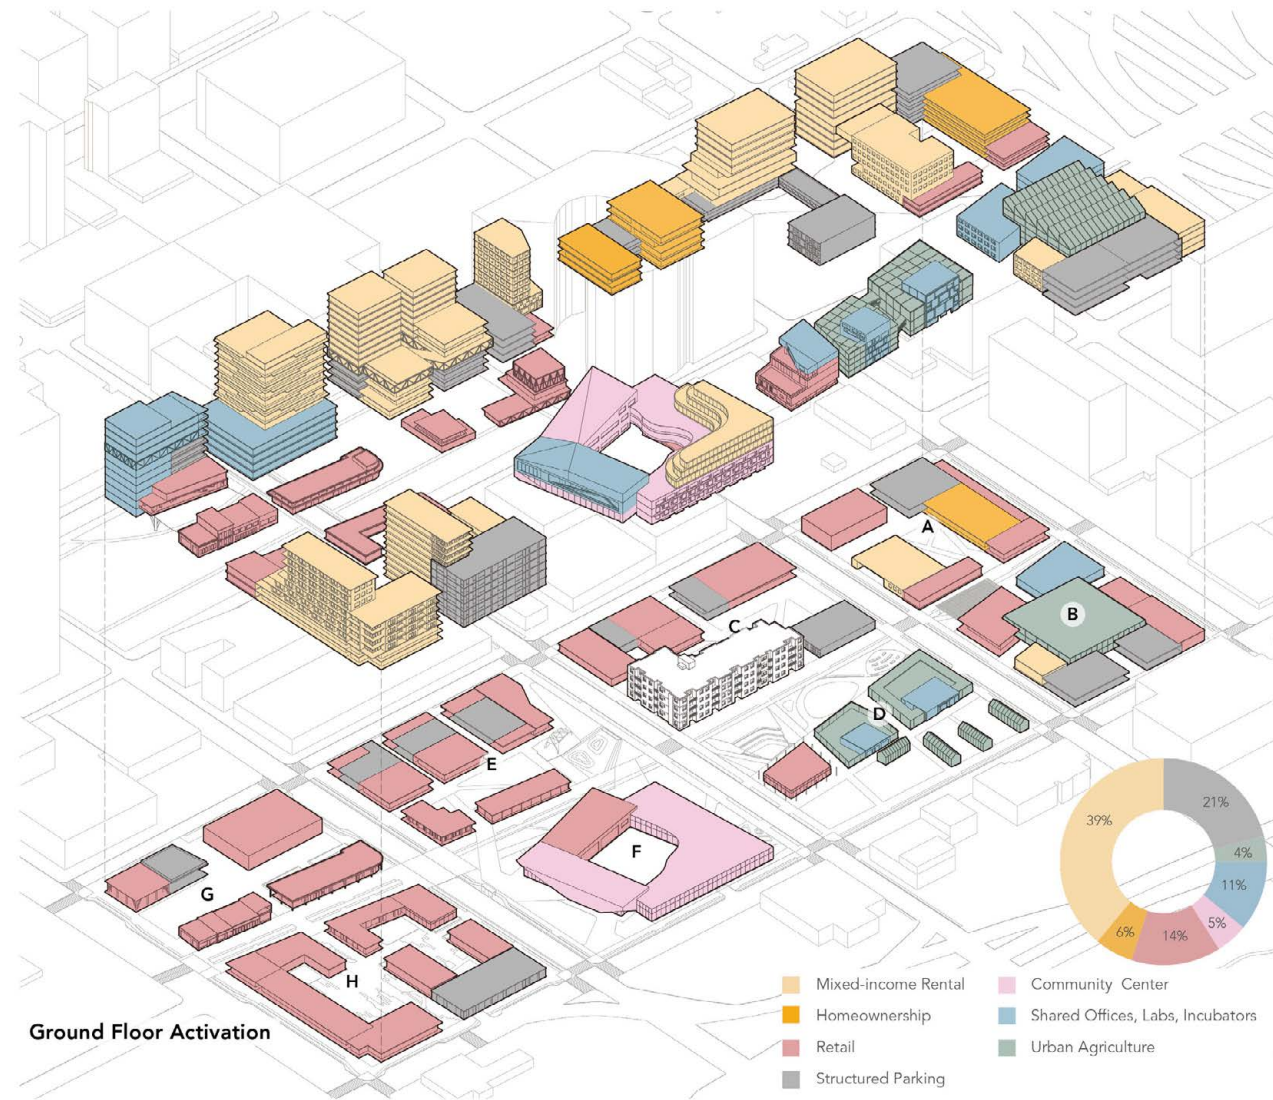 A
B
C
D
E
F
G
H
21%
39%
4%
11%
5%
6%
14%
Mixed-income Rental
Community Center
Homeownership
Shared Offices, Labs, Incubators
Ground Floor Activation
Retail
Urban Agriculture
Structured Parking